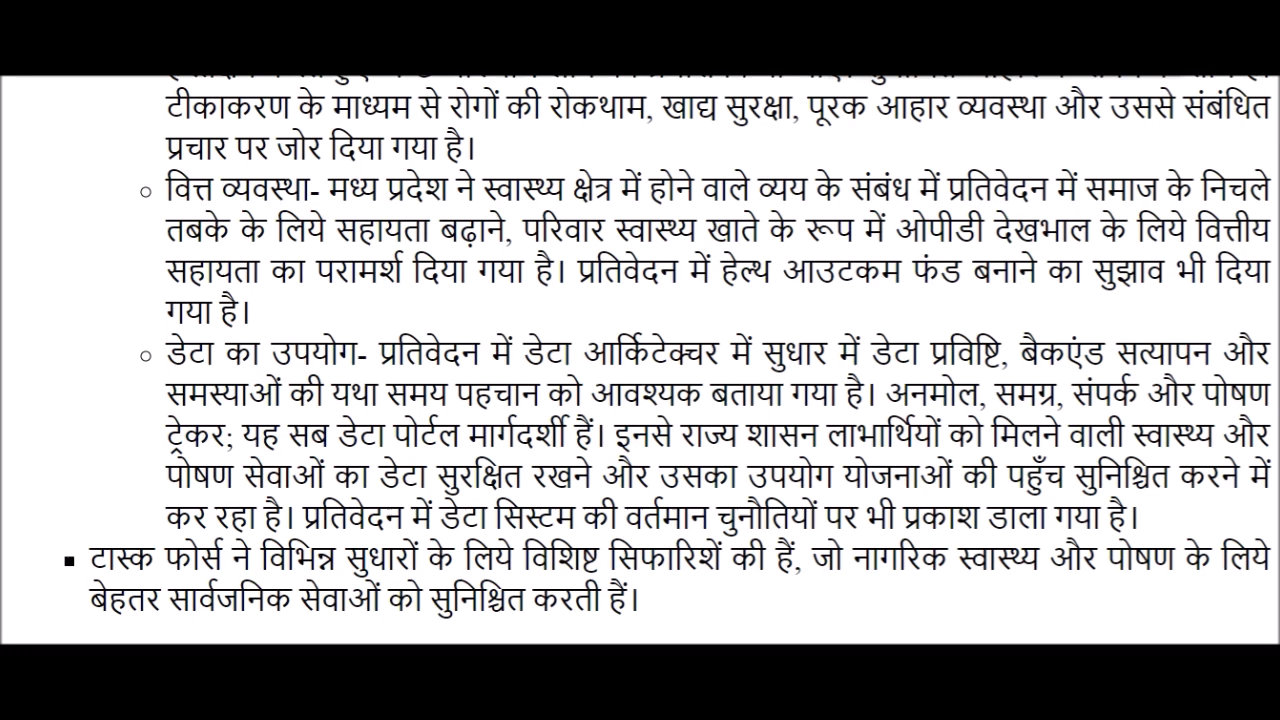 टीकाकरण के माध्यम से रोगों की रोकथाम, खाद्य सुरक्षा, पूरक आहार व्यवस्था और उससे संबंधित
प्रचार पर जोर दिया गया है।
○ वित्त व्यवस्था- मध्य प्रदेश ने स्वास्थ्य क्षेत्र में होने वाले व्यय के संबंध में प्रतिवेदन में समाज के निचले
तबके के लिये सहायता बढ़ाने, परिवार स्वास्थ्य खाते के रूप में ओपीडी देखभाल के लिये वित्तीय
सहायता का परामर्श दिया गया है। प्रतिवेदन में हेल्थ आउटकम फंड बनाने का सुझाव भी दिया
गया है।
○ डेटा का उपयोग- प्रतिवेदन में डेटा आर्किटेक्चर में सुधार में डेटा प्रविष्टि, बैकएंड सत्यापन और
समस्याओं की यथा समय पहचान को आवश्यक बताया गया है। अनमोल, समग्र, संपर्क और पोषण
ट्रेकर; यह सब डेटा पोर्टल मार्गदर्शी हैं। इनसे राज्य शासन लाभार्थियों को मिलने वाली स्वास्थ्य और
पोषण सेवाओं का डेटा सुरक्षित रखने और उसका उपयोग योजनाओं की पहुँच सुनिश्चित करने में
कर रहा है। प्रतिवेदन में डेटा सिस्टम की वर्तमान चुनौतियों पर भी प्रकाश डाला गया है।
▪ टास्क फोर्स ने विभिन्न सुधारों के लिये विशिष्ट सिफारिशें की हैं, जो नागरिक स्वास्थ्य और पोषण के लिये
बेहतर सार्वजनिक सेवाओं को सुनिश्चित करती हैं।